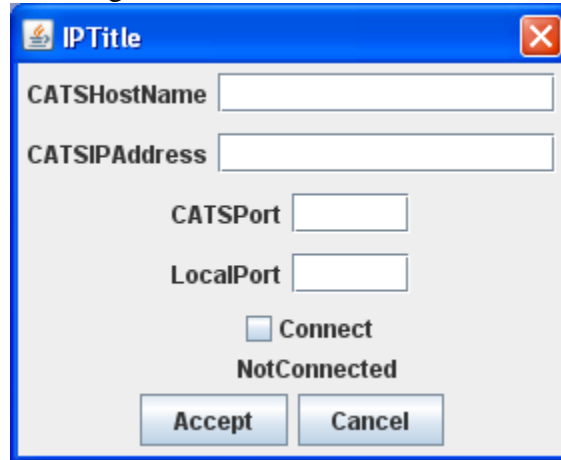 IPTitle
CATSHostName
CATSIPAddress
CATSPort
LocalPort
Connect
NotConnected
Accept Cancel